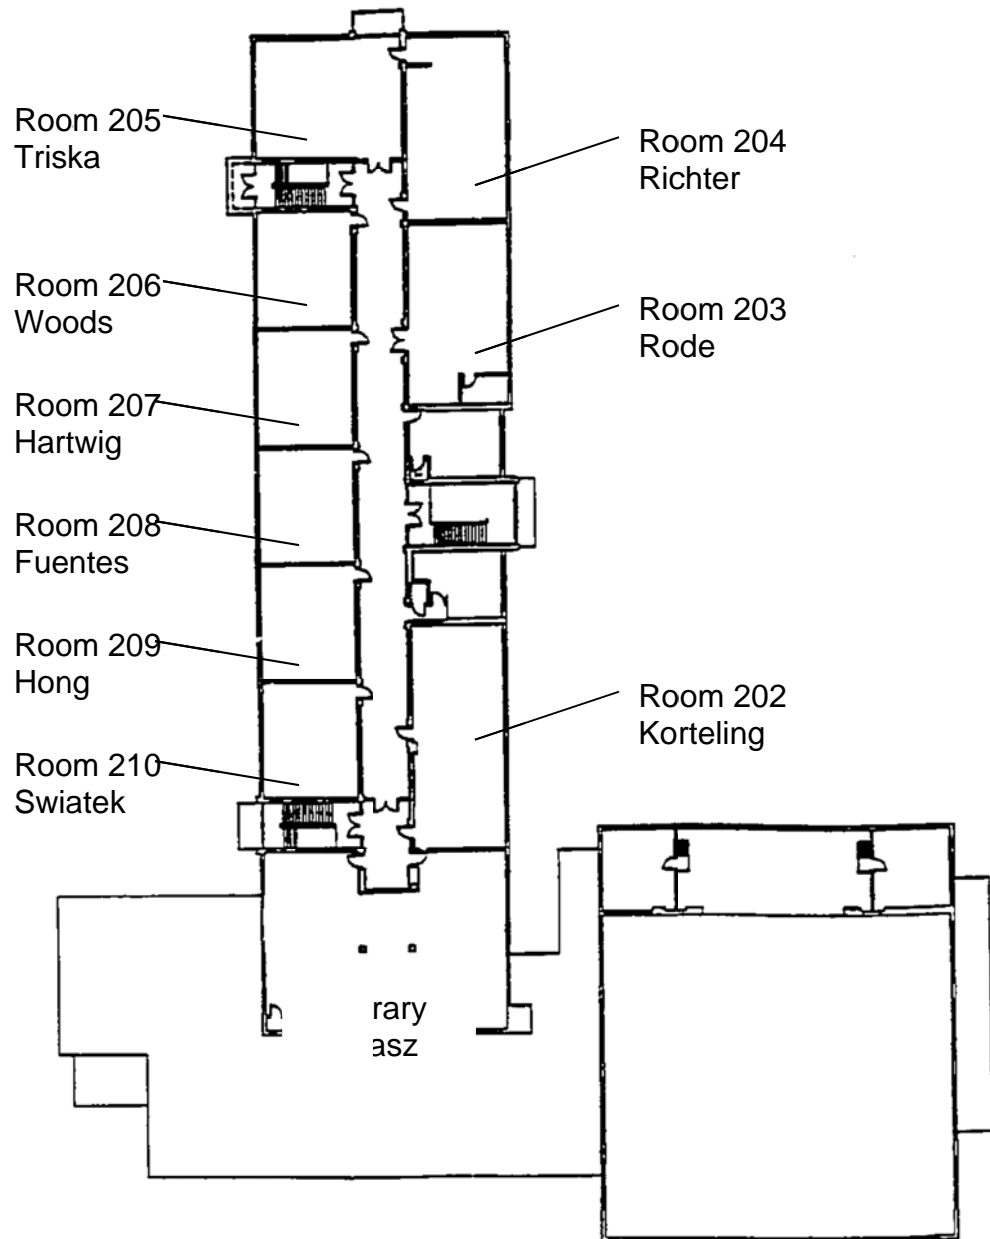 Room 205
Triska
Room 204
Richter
Room 206
Woods
Room 203
Rode
Room 207
Hartwig
Room 208
Fuentes
Room 209
Hong
Room 202
Korteling
Room 210
Swiatek
rary
asz